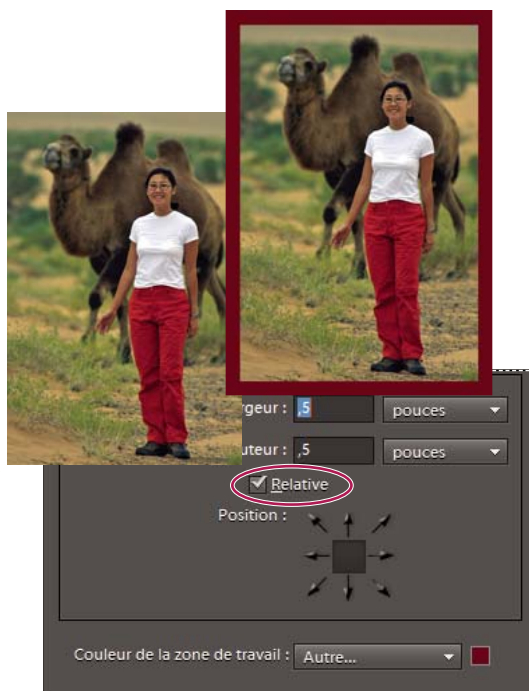 rgeur : ,5 pouces
uteur : ,5 pouces
Relative
Position :
Couleur de la zone de travail : Autre...